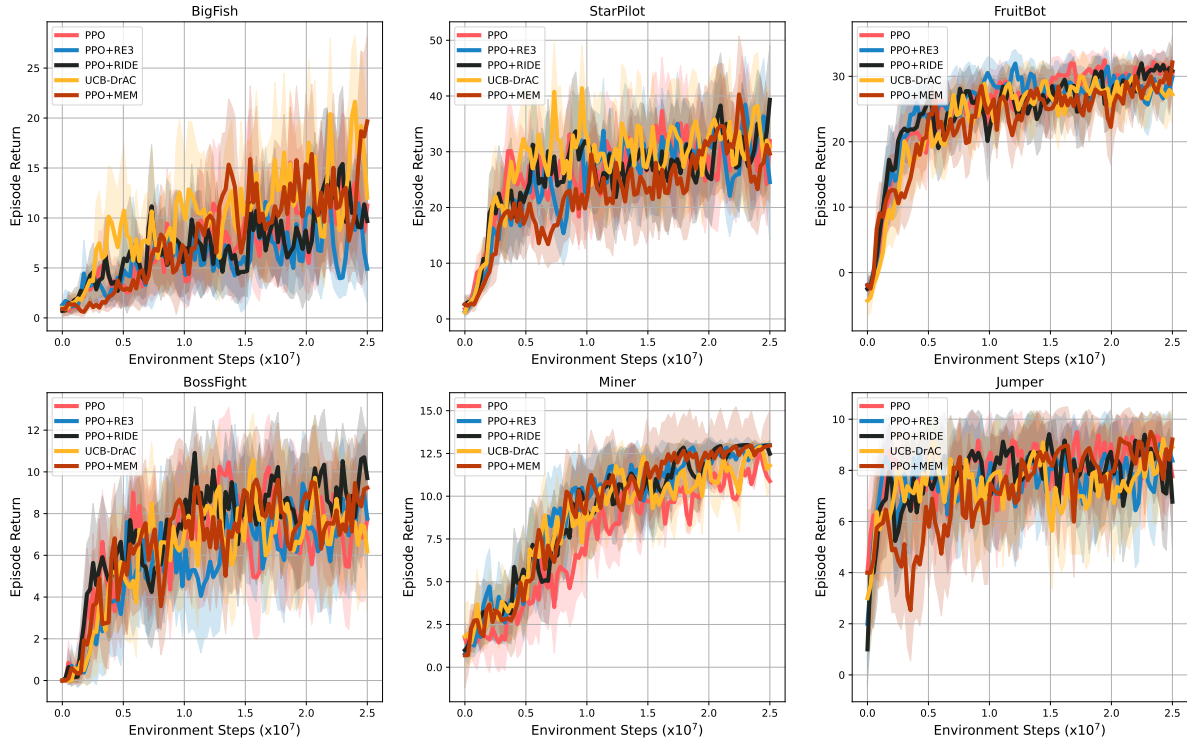 BigFish
PPO
PPO+RE3
PPO+RIDE
UCB-DrAC
PPO+MEM
25
20
15
10
5
0
Episode Return
0.0 0.5 1.0 1.5 2.0 2.5
Environment Steps (x10⁷)
StarPilot
PPO
PPO+RE3
PPO+RIDE
UCB-DrAC
PPO+MEM
50
40
30
20
10
0
Episode Return
0.0 0.5 1.0 1.5 2.0 2.5
Environment Steps (x10⁷)
FruitBot
PPO
PPO+RE3
PPO+RIDE
UCB-DrAC
PPO+MEM
30
20
10
0
Episode Return
0.0 0.5 1.0 1.5 2.0 2.5
Environment Steps (x10⁷)
BossFight
PPO
PPO+RE3
PPO+RIDE
UCB-DrAC
PPO+MEM
12
10
8
6
4
2
0
Episode Return
0.0 0.5 1.0 1.5 2.0 2.5
Environment Steps (x10⁷)
Miner
PPO
PPO+RE3
PPO+RIDE
UCB-DrAC
PPO+MEM
15.0
12.5
10.0
7.5
5.0
2.5
0.0
Episode Return
0.0 0.5 1.0 1.5 2.0 2.5
Environment Steps (x10⁷)
Jumper
PPO
PPO+RE3
PPO+RIDE
UCB-DrAC
PPO+MEM
10
8
6
4
2
0
Episode Return
0.0 0.5 1.0 1.5 2.0 2.5
Environment Steps (x10⁷)